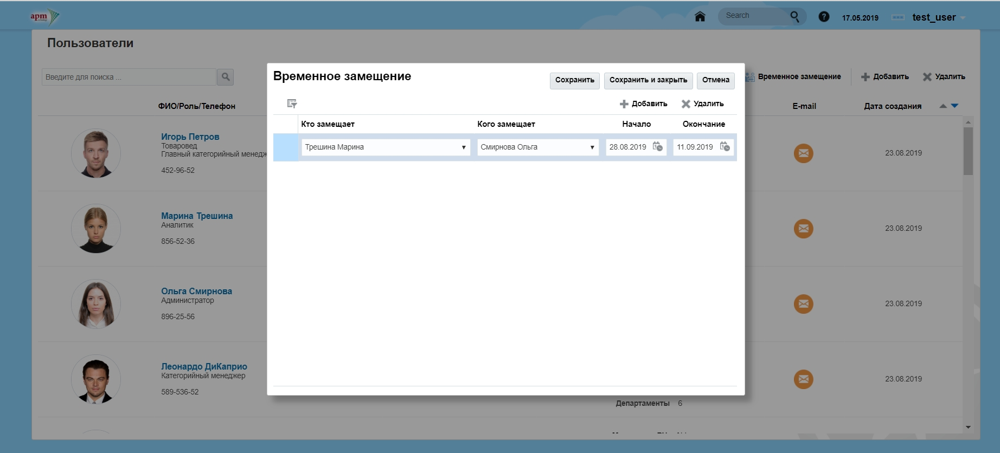 apm
Search
17.05.2019
test_user
Пользователи
Введите для поиска ...
Временное замещение
Добавить
Удалить
ФИО/Роль/Телефон
E-mail
Дата создания
Временное замещение
Сохранить
Сохранить и закрыть
Отмена
Добавить
Удалить
Кто замещает
Кого замещает
Начало
Окончание
Трешина Марина
Смирнова Ольга
28.08.2019
11.09.2019
Игорь Петров
Товаровед
Главный категорийный менедж
452-96-52
23.08.2019
Марина Трешина
Аналитик
856-52-36
23.08.2019
Ольга Смирнова
Администратор
896-25-56
23.08.2019
Леонардо ДиКаприо
Категорийный менеджер
589-536-52
23.08.2019
Департаменты 6